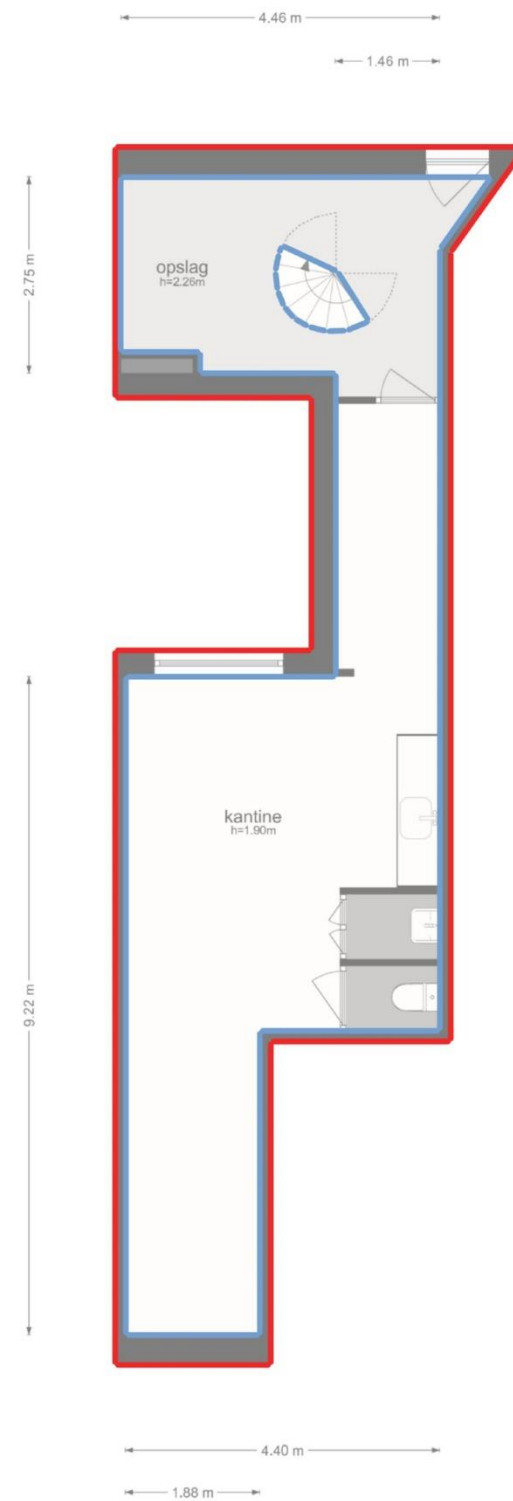 4.46 m
1.46 m
2.75 m
opslag
h=2.26m
kantine
h=1.90m
9.22 m
4.40 m
1.88 m